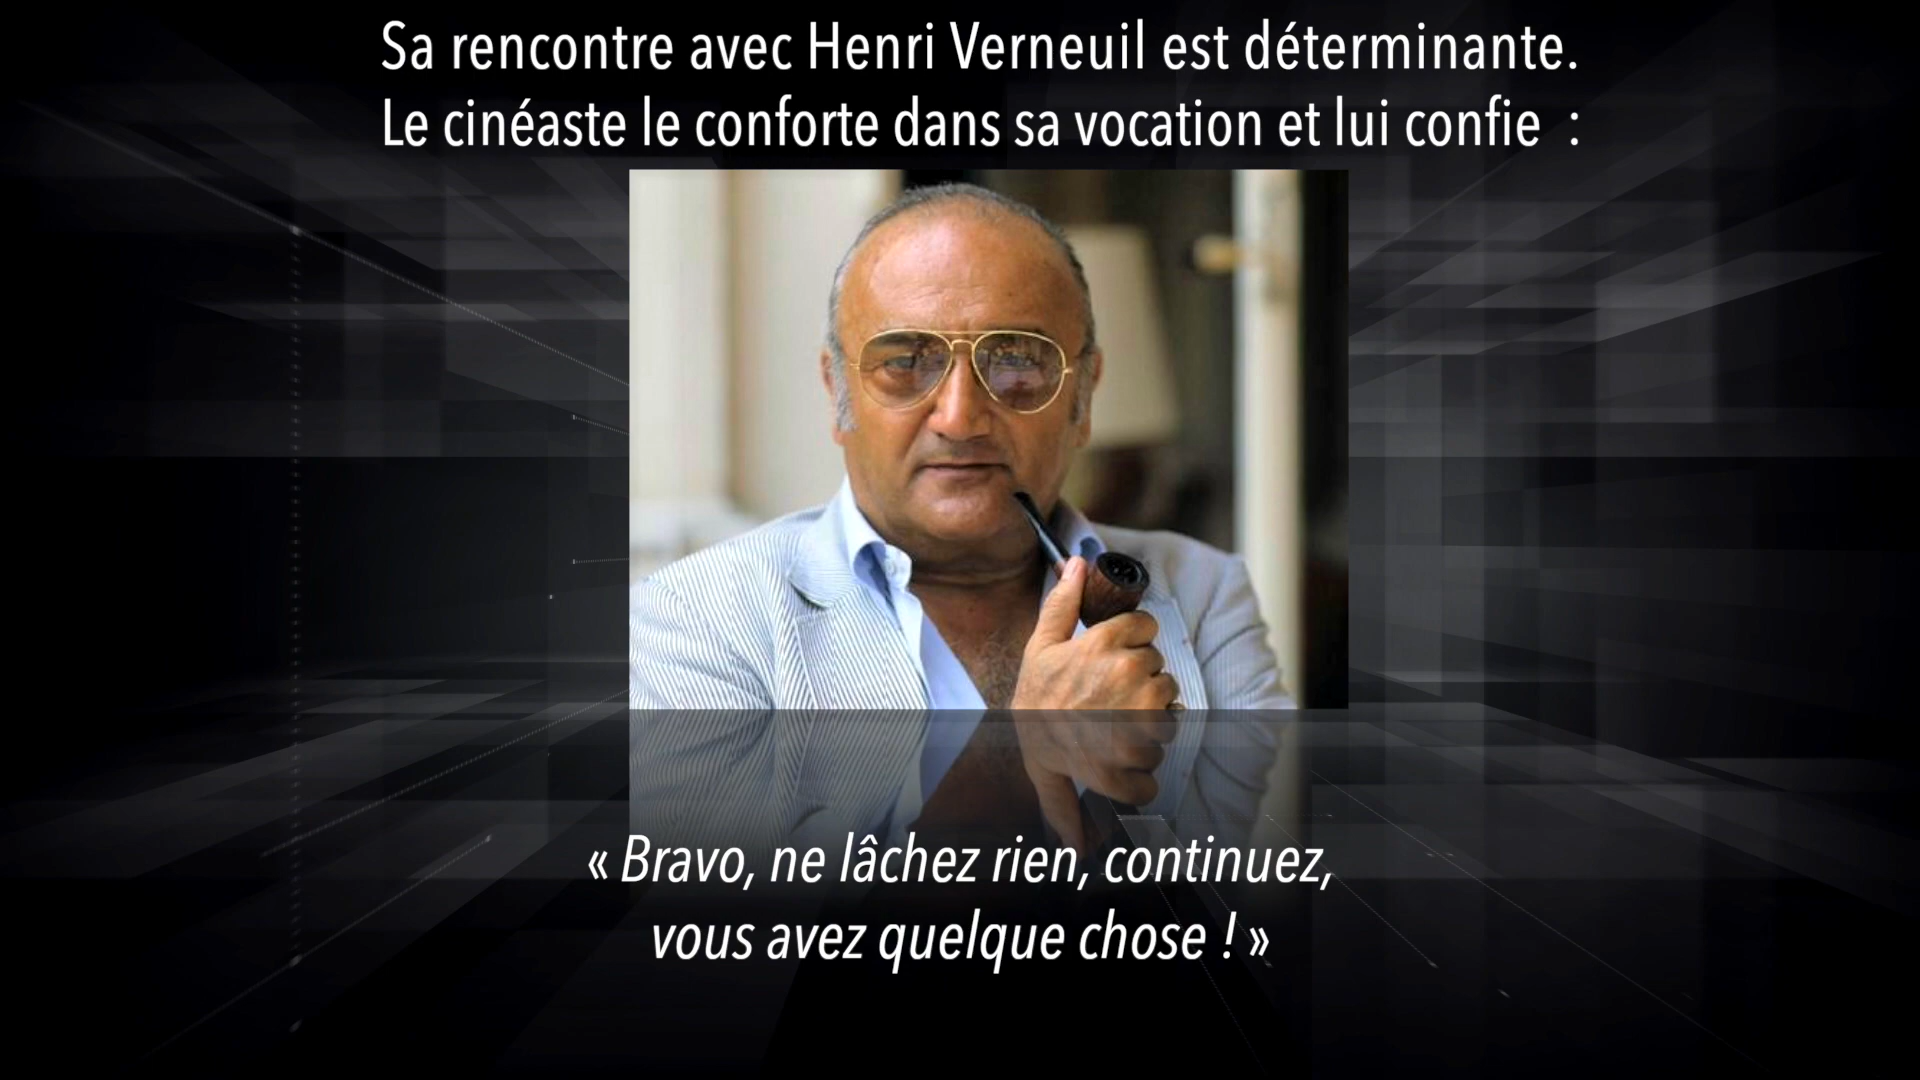 Sa rencontre avec Henri Verneuil est déterminante.
Le cinéaste le conforte dans sa vocation et lui confie :
« Bravo, ne lâchez rien, continuez,
vous avez quelque chose ! »